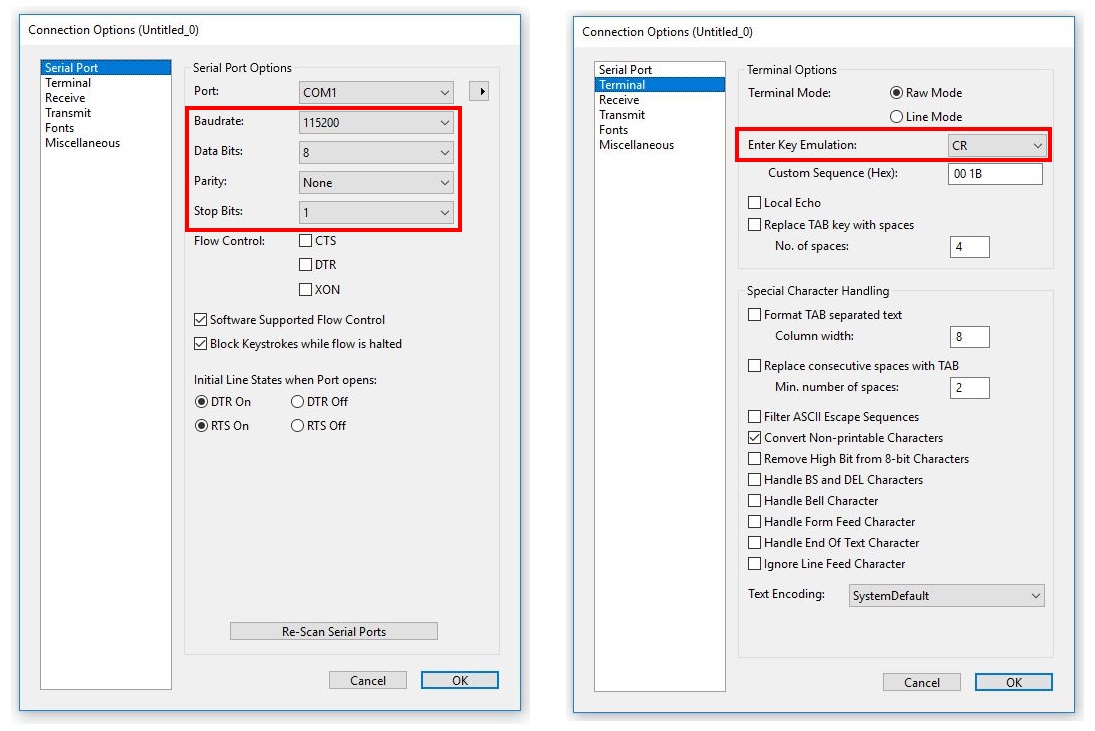 Connection Options (Untitled_0)
Serial Port
Terminal
Receive
Transmit
Fonts
Miscellaneous
Serial Port Options
Port: COM1
Baudrate: 115200
Data Bits: 8
Parity: None
Stop Bits: 1
Flow Control: CTS
DTR
XON
Software Supported Flow Control
Block Keystrokes while flow is halted
Initial Line States when Port opens:
DTR On DTR Off
RTS On RTS Off
Re-Scan Serial Ports
Cancel OK
Connection Options (Untitled_0)
Serial Port
Terminal
Receive
Transmit
Fonts
Miscellaneous
Terminal Options
Terminal Mode: Raw Mode
Line Mode
Enter Key Emulation: CR
Custom Sequence (Hex): 00 1B
Local Echo
Replace TAB key with spaces
No. of spaces: 4
Special Character Handling
Format TAB separated text
Column width: 8
Replace consecutive spaces with TAB
Min. number of spaces: 2
Filter ASCII Escape Sequences
Convert Non-printable Characters
Remove High Bit from 8-bit Characters
Handle BS and DEL Characters
Handle Bell Character
Handle Form Feed Character
Handle End Of Text Character
Ignore Line Feed Character
Text Encoding: SystemDefault
Cancel OK